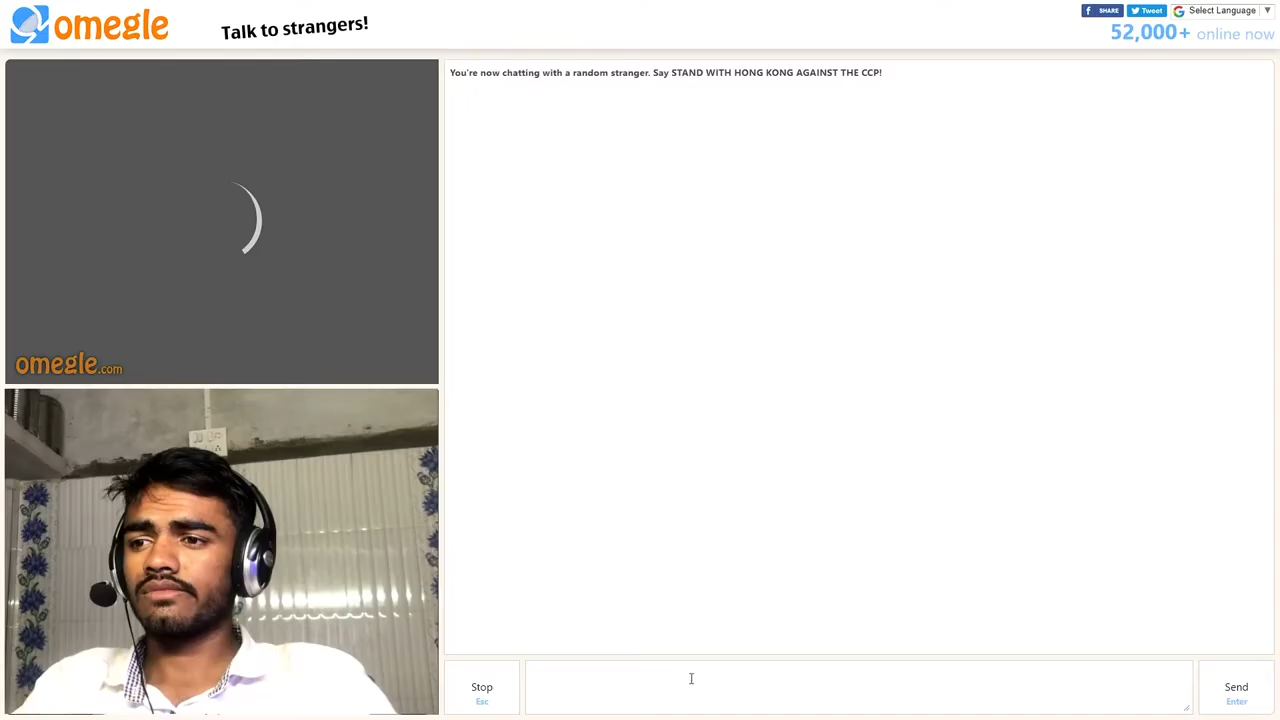 omegle
Talk to strangers!
f SHARE
Tweet
G Select Language ▼
52,000+ online now
You're now chatting with a random stranger. Say STAND WITH HONG KONG AGAINST THE CCP!
omegle.com
Stop
Esc
Send
Enter